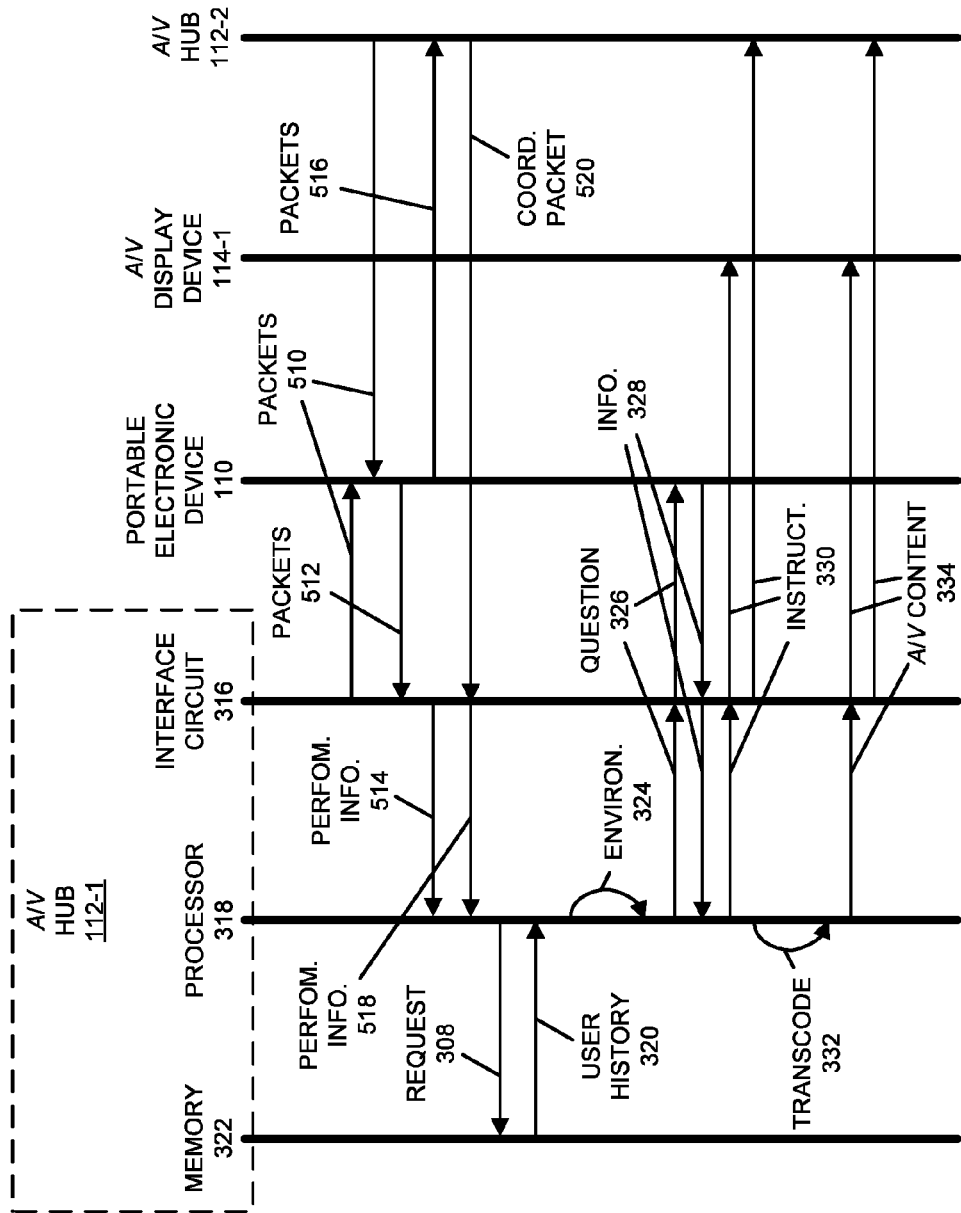 A/V
HUB
112-1
MEMORY
322
PROCESSOR
318
INTERFACE
CIRCUIT
316
PORTABLE
ELECTRONIC
DEVICE
110
A/V
DISPLAY
DEVICE
114-1
A/V
HUB
112-2
PACKETS
510
PACKETS
512
PERFOM.
INFO.
514
PACKETS
516
PERFOM.
INFO.
518
COORD.
PACKET
520
REQUEST
308
USER
HISTORY
320
ENVIRON.
324
QUESTION
326
INFO.
328
INSTRUCT.
330
TRANSCODE
332
A/V CONTENT
334